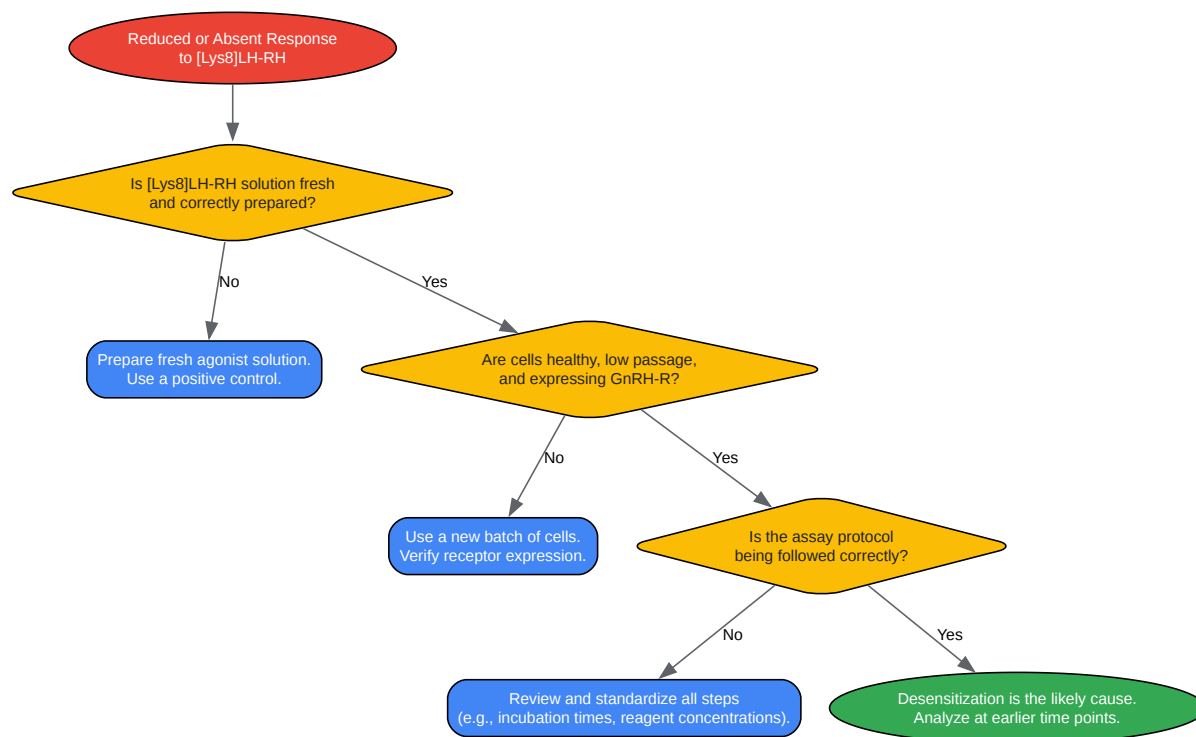 Reduced or Absent Response
to [Lys8]LH-RH
Is [Lys8]LH-RH solution fresh
and correctly prepared?
No
Yes
Prepare fresh agonist solution.
Use a positive control.
Are cells healthy, low passage,
and expressing GnRH-R?
No
Yes
Use a new batch of cells.
Verify receptor expression.
Is the assay protocol
being followed correctly?
No
Yes
Review and standardize all steps
(e.g., incubation times, reagent concentrations).
Desensitization is the likely cause.
Analyze at earlier time points.